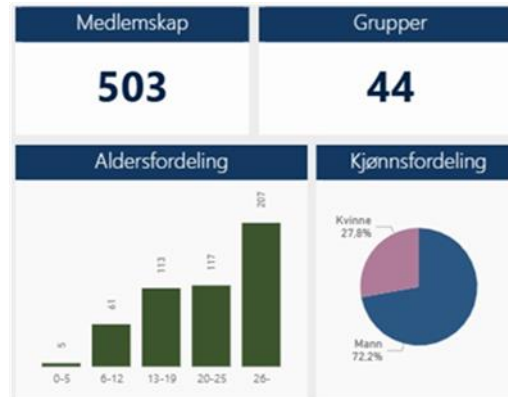 Medlemskap
503
Grupper
44
Aldersfordeling
5
61
113
117
207
0-5 6-12 13-19 20-25 26-
Kjønnsfordeling
Kvinne
27,8%
Mann
72,2%